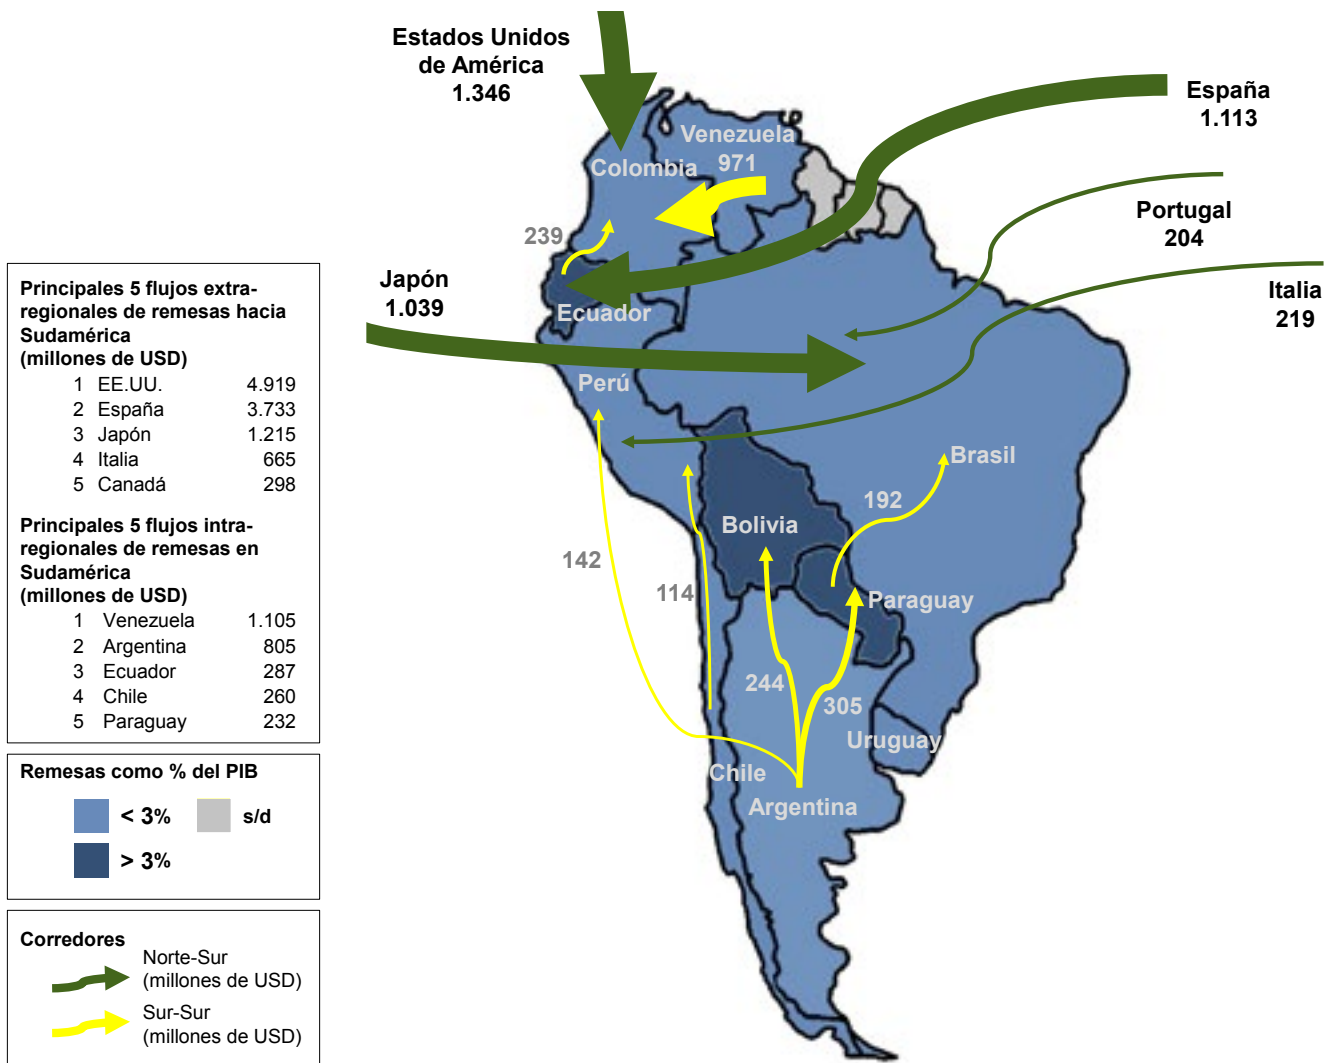 Estados Unidos
de América
1.346
España
1.113
Venezuela
971
Colombia
Portugal
204
239
Japón
1.039
Italia
219
Ecuador
Perú
Brasil
192
Bolivia
142
114
Paraguay
244
305
Uruguay
Chile
Argentina
Principales 5 flujos extra-
regionales de remesas hacia
Sudamérica
(millones de USD)
1 EE.UU. 4.919
2 España 3.733
3 Japón 1.215
4 Italia 665
5 Canadá 298
Principales 5 flujos intra-
regionales de remesas en
Sudamérica
(millones de USD)
1 Venezuela 1.105
2 Argentina 805
3 Ecuador 287
4 Chile 260
5 Paraguay 232
Remesas como % del PIB
< 3% s/d
> 3%
Corredores
Norte-Sur
(millones de USD)
Sur-Sur
(millones de USD)